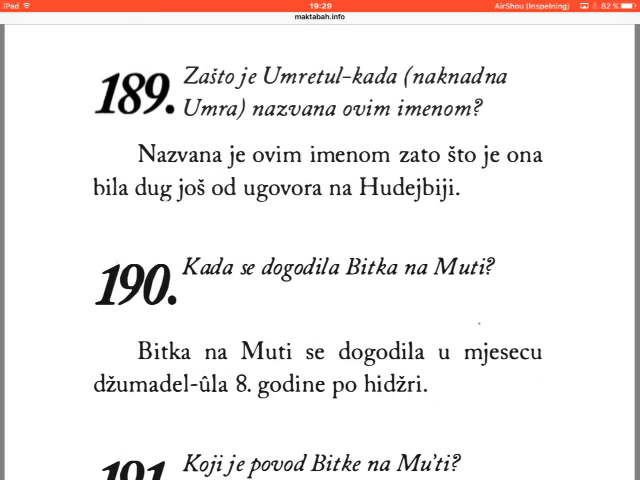 iPad
19:29
AirShou (Inspelning)
82 %
maktabah.info
189. Zašto je Umretul-kada (naknadna
Umra) nazvana ovim imenom?
Nazvana je ovim imenom zato što je ona
bila dug još od ugovora na Hudejbiji.
190. Kada se dogodila Bitka na Muti?
Bitka na Muti se dogodila u mjesecu
džumadel-ûla 8. godine po hidžri.
191. Koji je povod Bitke na Mu'ti?